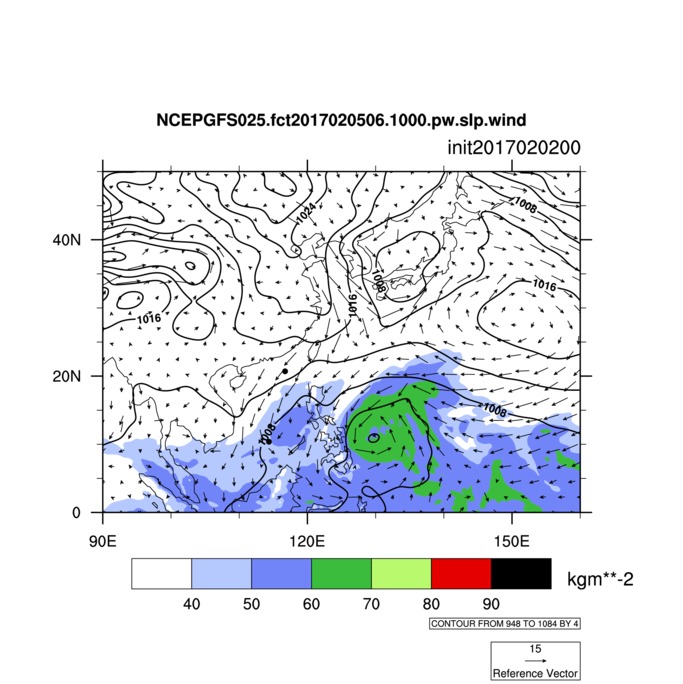 NCEPGFS025.fct2017020506.1000.pw.slp.wind
init2017020200
1024
1008
40N
1008
1016
1016
1016
20N
1008
1008
0
90E 120E 150E
kgm**-2
40 50 60 70 80 90
CONTOUR FROM 948 TO 1084 BY 4
15
Reference Vector